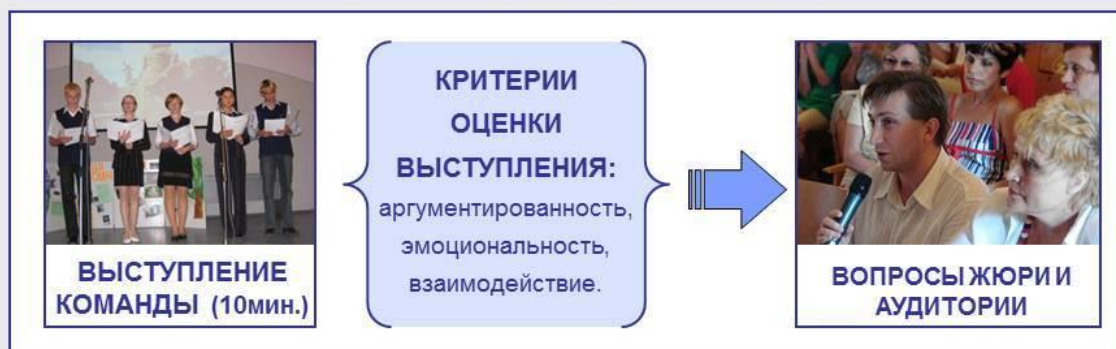 ВЫСТУПЛЕНИЕ
КОМАНДЫ (10мин.)
КРИТЕРИИ
ОЦЕНКИ
ВЫСТУПЛЕНИЯ:
аргументированность,
эмоциональность,
взаимодействие.
ВОПРОСЫ ЖЮРИ И
АУДИТОРИИ